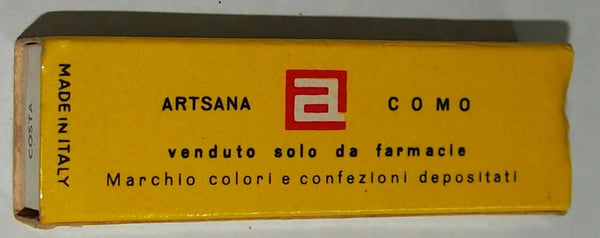 MADE IN ITALY
COSTA
ARTSANA a COMO
venduto solo da farmacie
Marchio colori e confezioni depositati